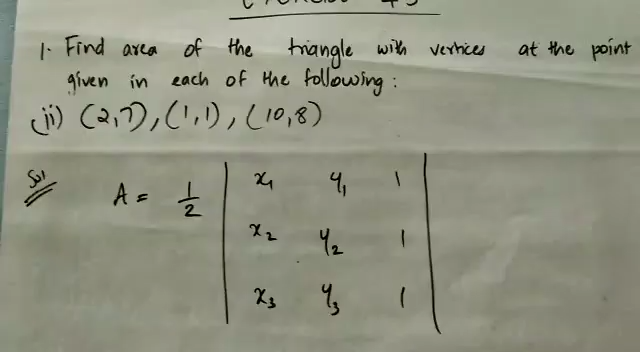 1. Find area of the triangle with vertices at the point
given in each of the following:
(ii) (2,7), (1,1), (10,8)
Sol
A = 1/2 | x₁ y₁ 1
x₂ y₂ 1
x₃ y₃ 1 |